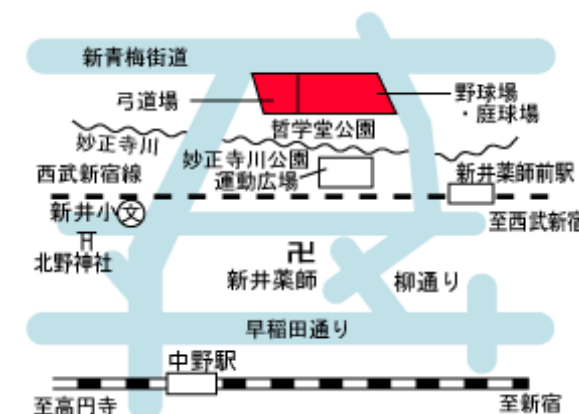 新青梅街道
弓道場
野球場
・庭球場
哲学堂公園
妙正寺川
妙正寺川公園
運動広場
西武新宿線
新井薬師前駅
新井小
文
至西武新宿
北野神社
卍
新井薬師
柳通り
早稲田通り
中野駅
至高円寺
至新宿